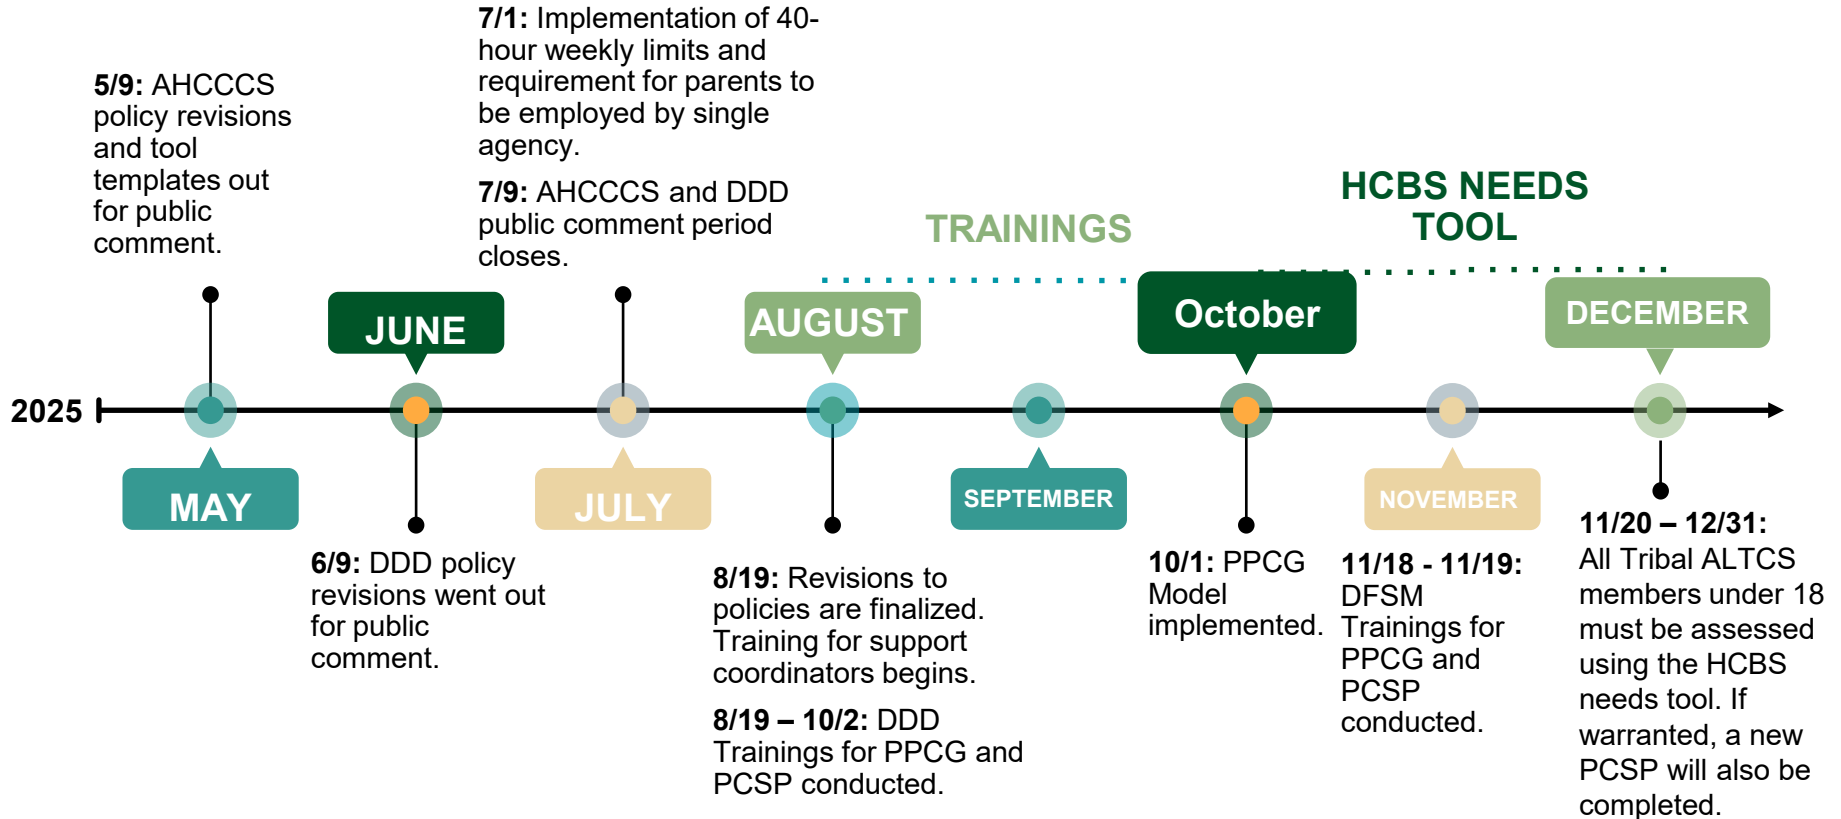 7/1: Implementation of 40-
hour weekly limits and
requirement for parents to
be employed by single
agency.
7/9: AHCCCS and DDD
public comment period
closes.
5/9: AHCCCS
policy revisions
and tool
templates out
for public
comment.
TRAININGS
HCBS NEEDS
TOOL
JUNE
AUGUST
October
DECEMBER
2025
MAY
JULY
SEPTEMBER
NOVEMBER
6/9: DDD policy
revisions went out
for public
comment.
8/19: Revisions to
policies are finalized.
Training for support
coordinators begins.
8/19 – 10/2: DDD
Trainings for PPCG and
PCSP conducted.
10/1: PPCG
Model
implemented.
11/18 - 11/19:
DFSM
Trainings for
PPCG and
PCSP
conducted.
11/20 – 12/31:
All Tribal ALTCS
members under 18
must be assessed
using the HCBS
needs tool. If
warranted, a new
PCSP will also be
completed.